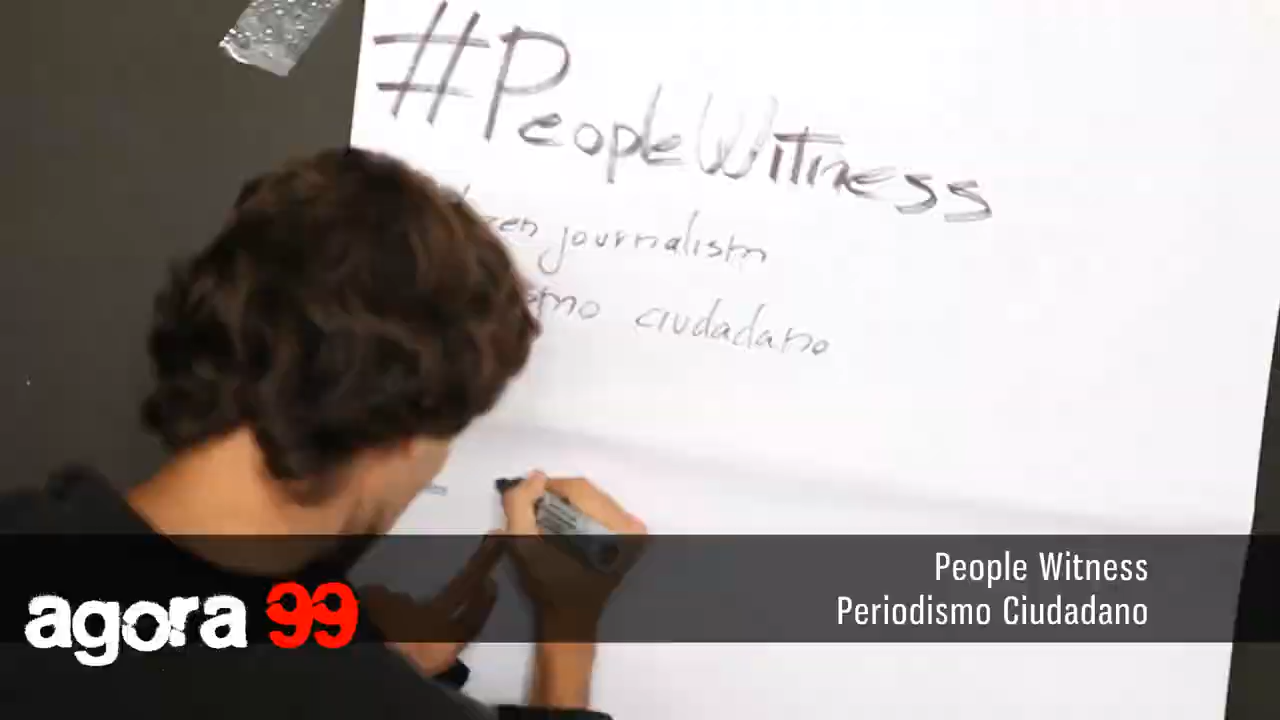 #PeopleWitness
journalism
ciudadano
People Witness
Periodismo Ciudadano
agora 99